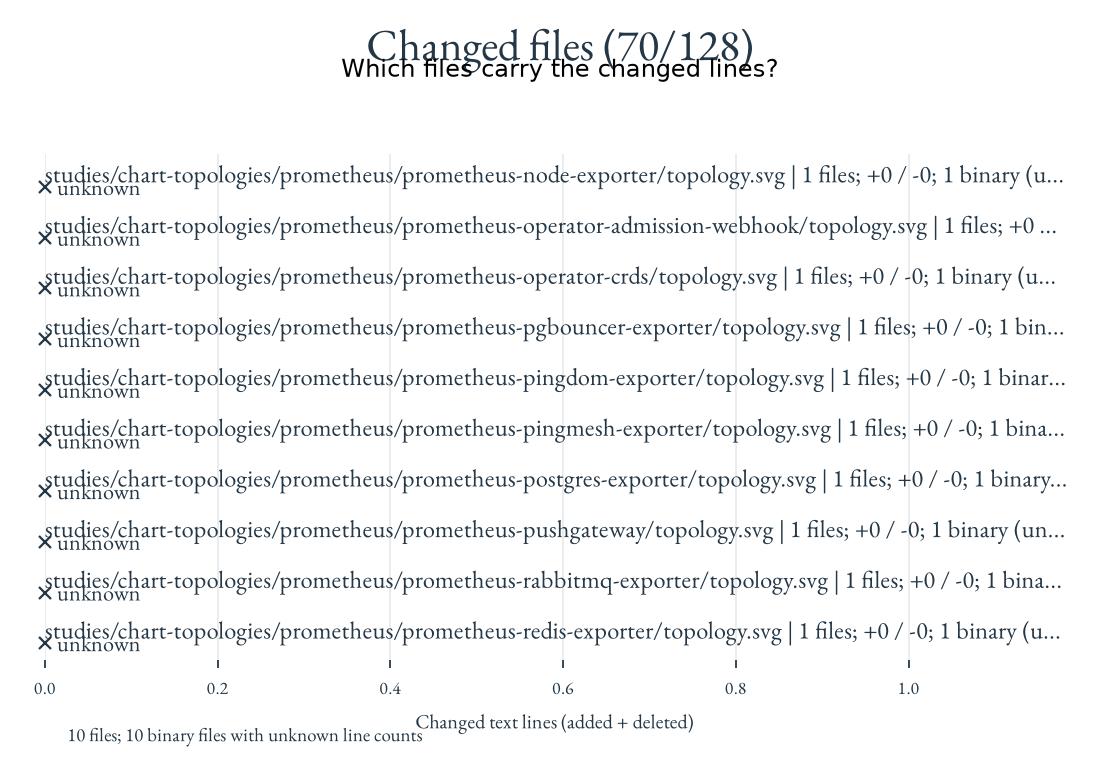 Changed files (70/128)
Which files carry the changed lines?
studies/chart-topologies/prometheus/prometheus-node-exporter/topology.svg | 1 files; +0 / -0; 1 binary (u...
unknown
studies/chart-topologies/prometheus/prometheus-operator-admission-webhook/topology.svg | 1 files; +0 ...
unknown
studies/chart-topologies/prometheus/prometheus-operator-crds/topology.svg | 1 files; +0 / -0; 1 binary (u...
unknown
studies/chart-topologies/prometheus/prometheus-pgbouncer-exporter/topology.svg | 1 files; +0 / -0; 1 bin...
unknown
studies/chart-topologies/prometheus/prometheus-pingdom-exporter/topology.svg | 1 files; +0 / -0; 1 binar...
unknown
studies/chart-topologies/prometheus/prometheus-pingmesh-exporter/topology.svg | 1 files; +0 / -0; 1 bina...
unknown
studies/chart-topologies/prometheus/prometheus-postgres-exporter/topology.svg | 1 files; +0 / -0; 1 binary...
unknown
studies/chart-topologies/prometheus/prometheus-pushgateway/topology.svg | 1 files; +0 / -0; 1 binary (un...
unknown
studies/chart-topologies/prometheus/prometheus-rabbitmq-exporter/topology.svg | 1 files; +0 / -0; 1 bina...
unknown
studies/chart-topologies/prometheus/prometheus-redis-exporter/topology.svg | 1 files; +0 / -0; 1 binary (u...
unknown
0.0 0.2 0.4 0.6 0.8 1.0
Changed text lines (added + deleted)
10 files; 10 binary files with unknown line counts